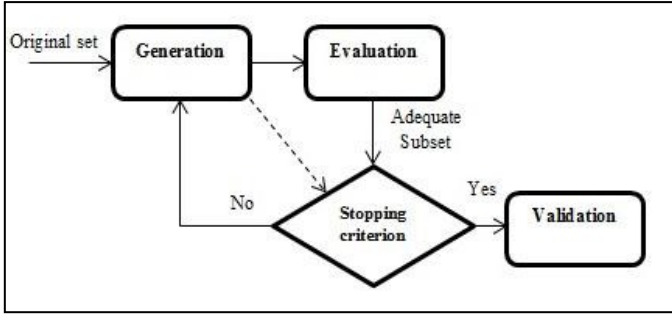 Original set
Generation
Evaluation
Adequate
Subset
No
Yes
Stopping
criterion
Validation